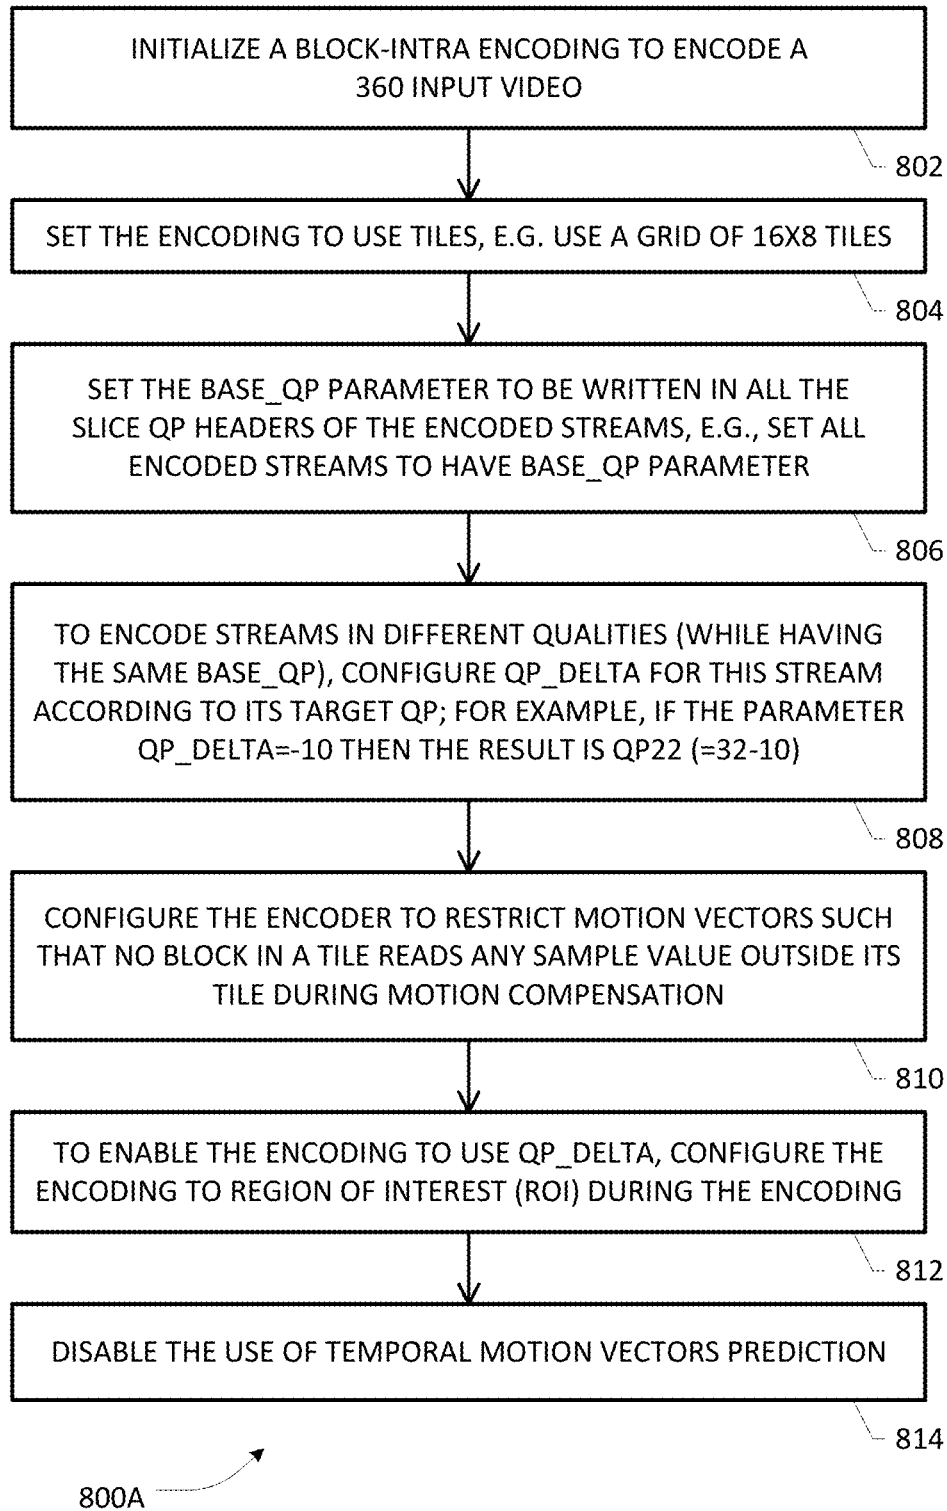 INITIALIZE A BLOCK-INTRA ENCODING TO ENCODE A
360 INPUT VIDEO
802
SET THE ENCODING TO USE TILES, E.G. USE A GRID OF 16X8 TILES
804
SET THE BASE_QP PARAMETER TO BE WRITTEN IN ALL THE
SLICE QP HEADERS OF THE ENCODED STREAMS, E.G., SET ALL
ENCODED STREAMS TO HAVE BASE_QP PARAMETER
806
TO ENCODE STREAMS IN DIFFERENT QUALITIES (WHILE HAVING
THE SAME BASE_QP), CONFIGURE QP_DELTA FOR THIS STREAM
ACCORDING TO ITS TARGET QP; FOR EXAMPLE, IF THE PARAMETER
QP_DELTA=-10 THEN THE RESULT IS QP22 (=32-10)
808
CONFIGURE THE ENCODER TO RESTRICT MOTION VECTORS SUCH
THAT NO BLOCK IN A TILE READS ANY SAMPLE VALUE OUTSIDE ITS
TILE DURING MOTION COMPENSATION
810
TO ENABLE THE ENCODING TO USE QP_DELTA, CONFIGURE THE
ENCODING TO REGION OF INTEREST (ROI) DURING THE ENCODING
812
DISABLE THE USE OF TEMPORAL MOTION VECTORS PREDICTION
814
800A